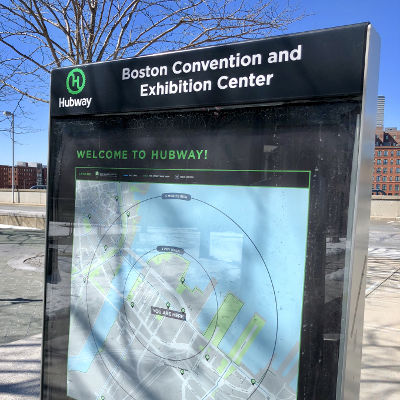 H
Hubway
Boston Convention and
Exhibition Center
WELCOME TO HUBWAY!
YOU ARE HERE